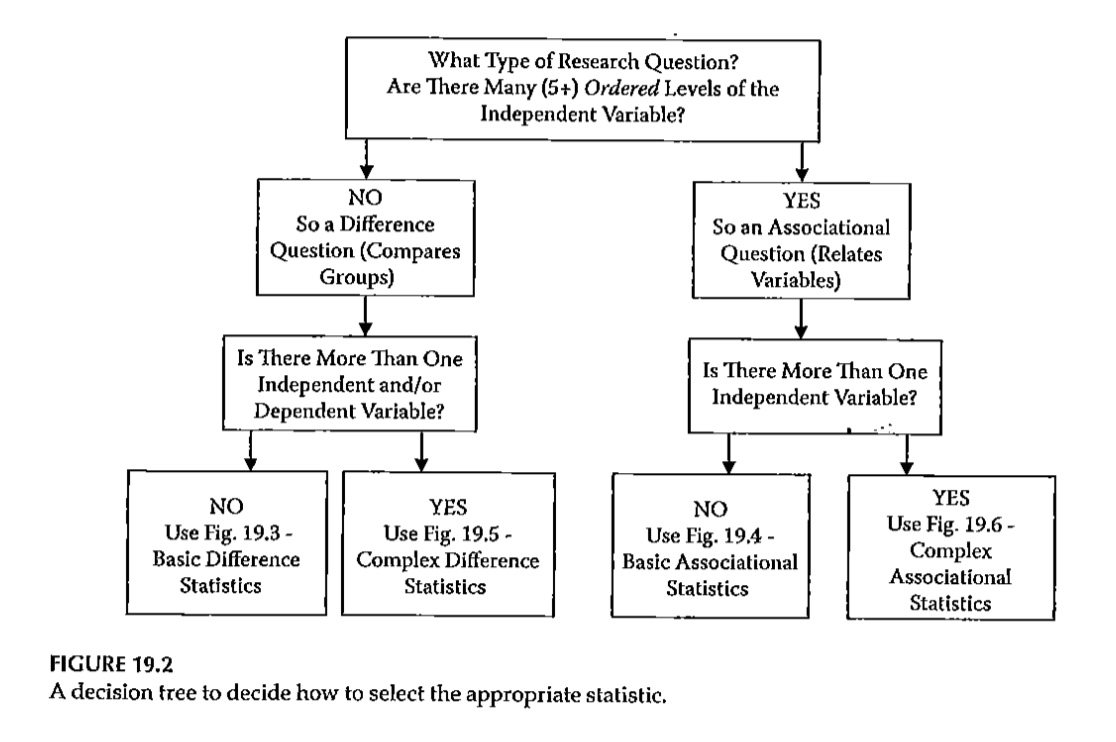 What Type of Research Question?
Are There Many (5+) Ordered Levels of the
Independent Variable?
NO
So a Difference
Question (Compares
Groups)
YES
So an Associational
Question (Relates
Variables)
Is There More Than One
Independent and/or
Dependent Variable?
Is There More Than One
Independent Variable?
NO
Use Fig. 19.3 -
Basic Difference
Statistics
YES
Use Fig. 19.5 -
Complex Difference
Statistics
NO
Use Fig. 19.4 -
Basic Associational
Statistics
YES
Use Fig. 19.6 -
Complex
Associational
Statistics
FIGURE 19.2
A decision tree to decide how to select the appropriate statistic.